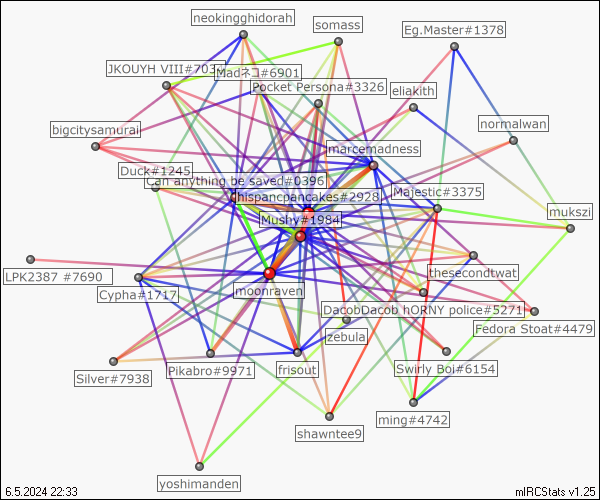 neokingghidorah
somass
Eg.Master#1378
JKOUYH VIII#703
Madネコ#6901
Pocket Persona#3326
eliakith
normalwan
bigcitysamurai
marcemadness
Duck#1245
Can anything be saved#0396
hispancpancakes#2928
Majestic#3375
Mushy#1984
mukszi
LPK2387 #7690
thesecondtwat
moonraven
Cypha#1717
DacobDacob hORNY police#5271
Fedora Stoat#4479
zebula
Silver#7938
Pikabro#9971
frisout
Swirly Boi#6154
ming#4742
shawntee9
yoshimanden
6.5.2024 22:33
mIRCStats v1.25